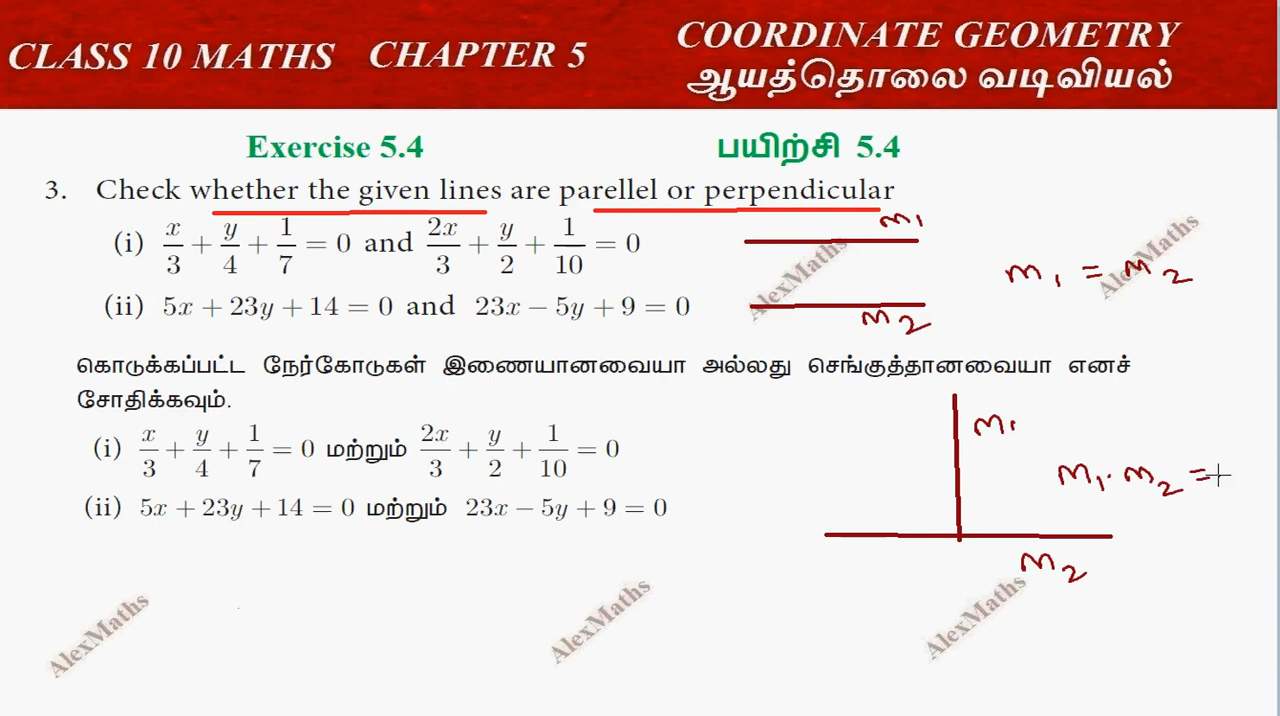 CLASS 10 MATHS CHAPTER 5
COORDINATE GEOMETRY
ஆயத்தொலை வடிவியல்
Exercise 5.4
பயிற்சி 5.4
3. Check whether the given lines are parellel or perpendicular
(i) x/3 + y/4 + 1/7 = 0 and 2x/3 + y/2 + 1/10 = 0
(ii) 5x + 23y + 14 = 0 and 23x − 5y + 9 = 0
m₁
m₂
m₁ = m₂
கொடுக்கப்பட்ட நேர்கோடுகள் இணையானவையா அல்லது செங்குத்தானவையா எனச்
சோதிக்கவும்.
(i) x/3 + y/4 + 1/7 = 0 மற்றும் 2x/3 + y/2 + 1/10 = 0
(ii) 5x + 23y + 14 = 0 மற்றும் 23x − 5y + 9 = 0
m₁
m₁ . m₂ =
m₂
AlexMaths
AlexMaths
AlexMaths
AlexMaths
AlexMaths